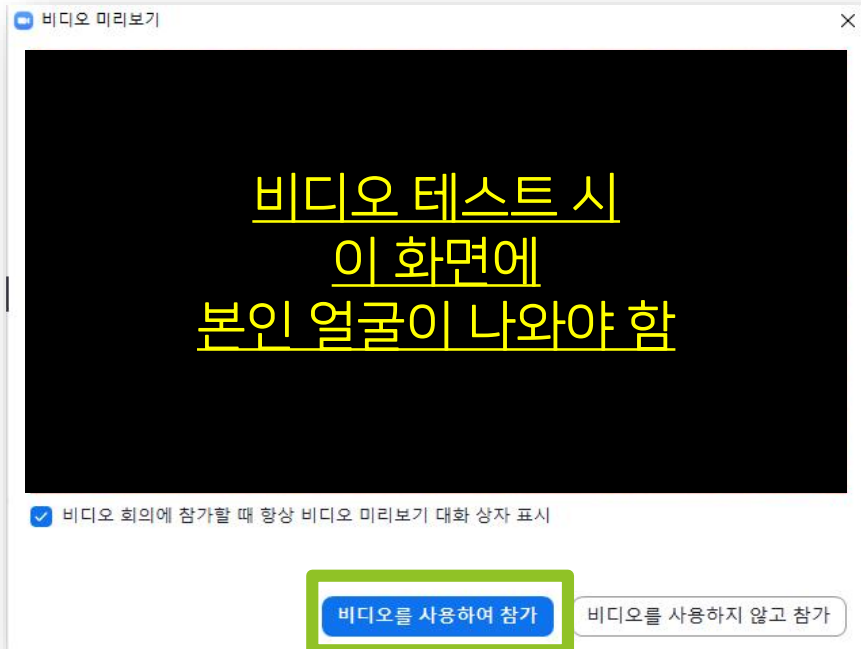 비디오 미리보기
비디오 테스트 시
이 화면에
본인 얼굴이 나와야 함
비디오 회의에 참가할 때 항상 비디오 미리보기 대화 상자 표시
비디오를 사용하여 참가
비디오를 사용하지 않고 참가